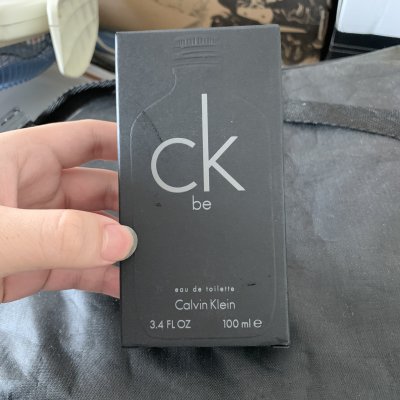 ck
be
eau de toilette
Calvin Klein
3.4 FL OZ 100 ml ℮